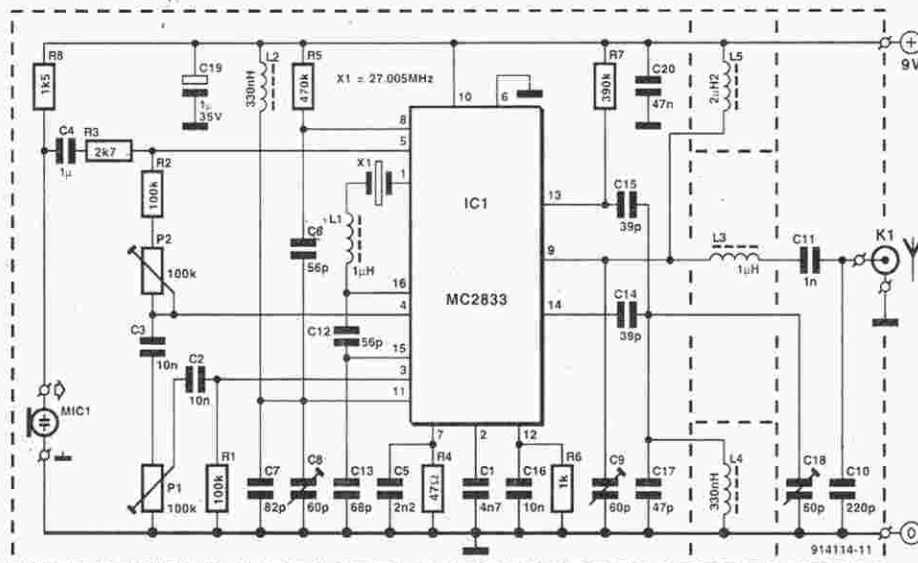 R8
1k5
C19
1µ
35V
L2
330nH
R5
470k
X1 = 27.005MHz
10
6
R7
390k
C20
47n
L5
2µH2
+
9V
C4
1µ
R3
2k7
R2
100k
P2
100k
8
5
X1
1
L1
1µH
C6
56p
IC1
MC2833
13
C15
39p
9
L3
1µH
C11
1n
K1
16
4
C12
56p
15
3
11
14
C14
39p
C3
10n
C2
10n
MIC1
P1
100k
R1
100k
C7
82p
C8
60p
C13
68p
C5
2n2
7
R4
47Ω
2
C1
4n7
12
C16
10n
R6
1k
C9
60p
C17
47p
L4
330nH
C18
60p
C10
220p
0
914114-11